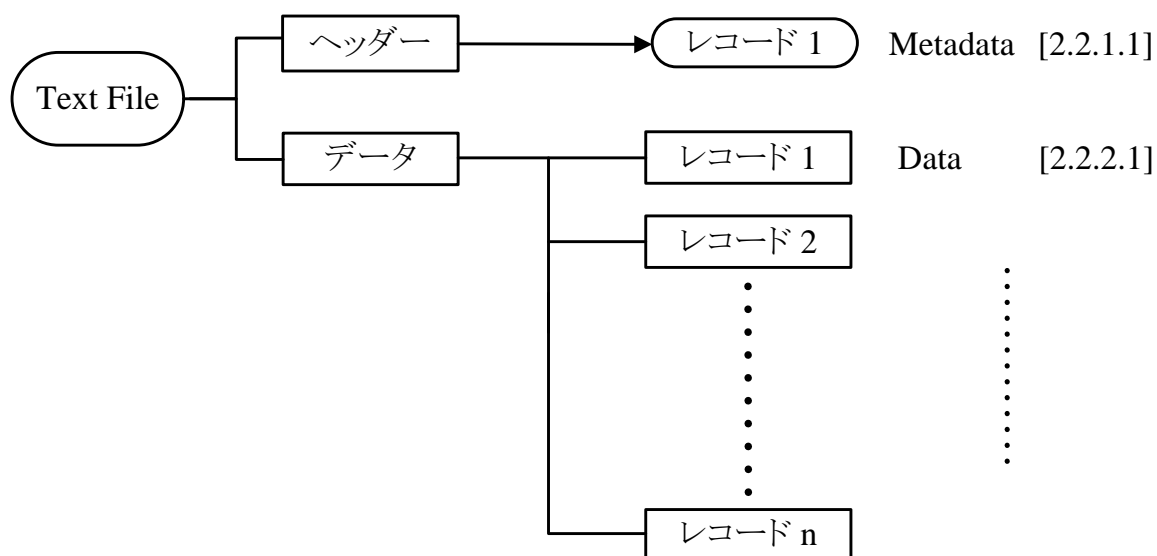 ヘッダー レコード 1 Metadata [2.2.1.1]
Text File
データ レコード 1 Data [2.2.2.1]
レコード 2
レコード n